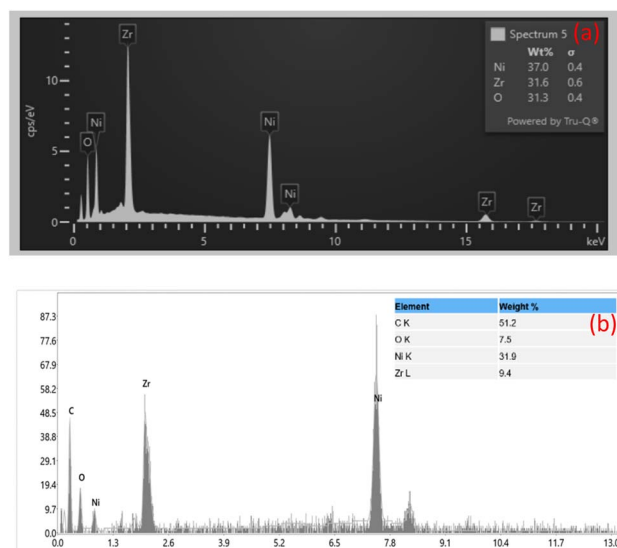 Zr
Spectrum 5 (a)
Wt% σ
Ni 37.0 0.4
Zr 31.6 0.6
O 31.3 0.4
Powered by Tru-Q®
10
cps/eV
Ni
O
Ni
5
Ni
Zr
Zr
0
0 5 10 15 keV
Element Weight % (b)
C K 51.2
O K 7.5
Ni K 31.9
Zr L 9.4
87.3
77.6
67.9
58.2
48.5
38.8
29.1
19.4
9.7
0.0
Zr
Ni
C
O
Ni
0.0 1.3 2.6 3.9 5.2 6.5 7.8 9.1 10.4 11.7 13.0